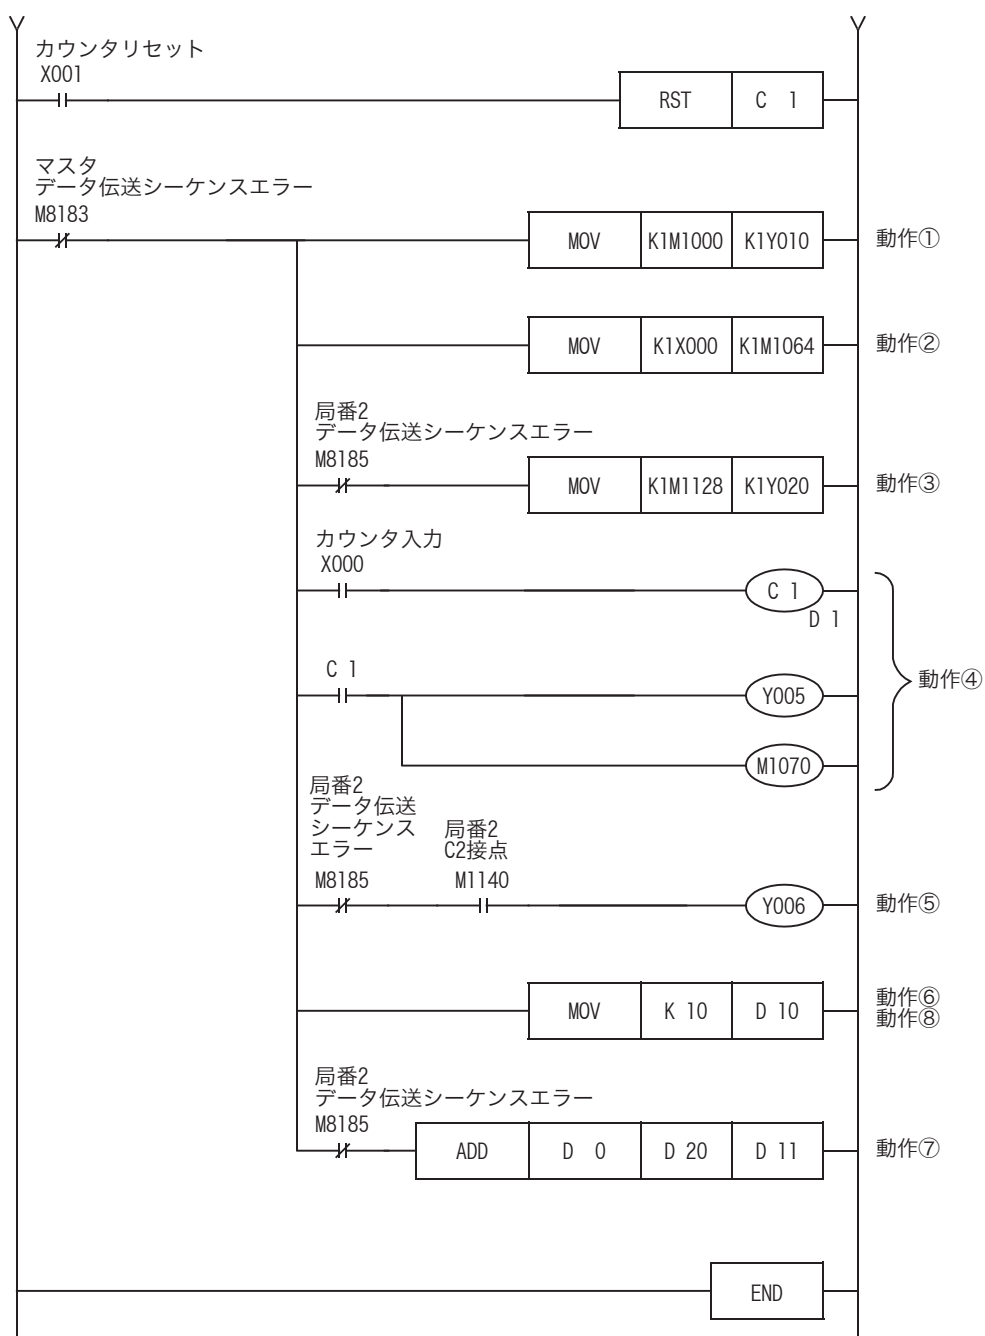 カウンタリセット
X001
RST C 1
マスタ
データ伝送シーケンスエラー
M8183
MOV K1M1000 K1Y010 動作①
MOV K1X000 K1M1064 動作②
局番2
データ伝送シーケンスエラー
M8185
MOV K1M1128 K1Y020 動作③
カウンタ入力
X000
C 1
D 1
C 1
Y005
動作④
M1070
局番2
データ伝送
シーケンス
エラー
M8185
局番2
C2接点
M1140
Y006 動作⑤
MOV K 10 D 10 動作⑥
動作⑧
局番2
データ伝送シーケンスエラー
M8185
ADD D 0 D 20 D 11 動作⑦
END